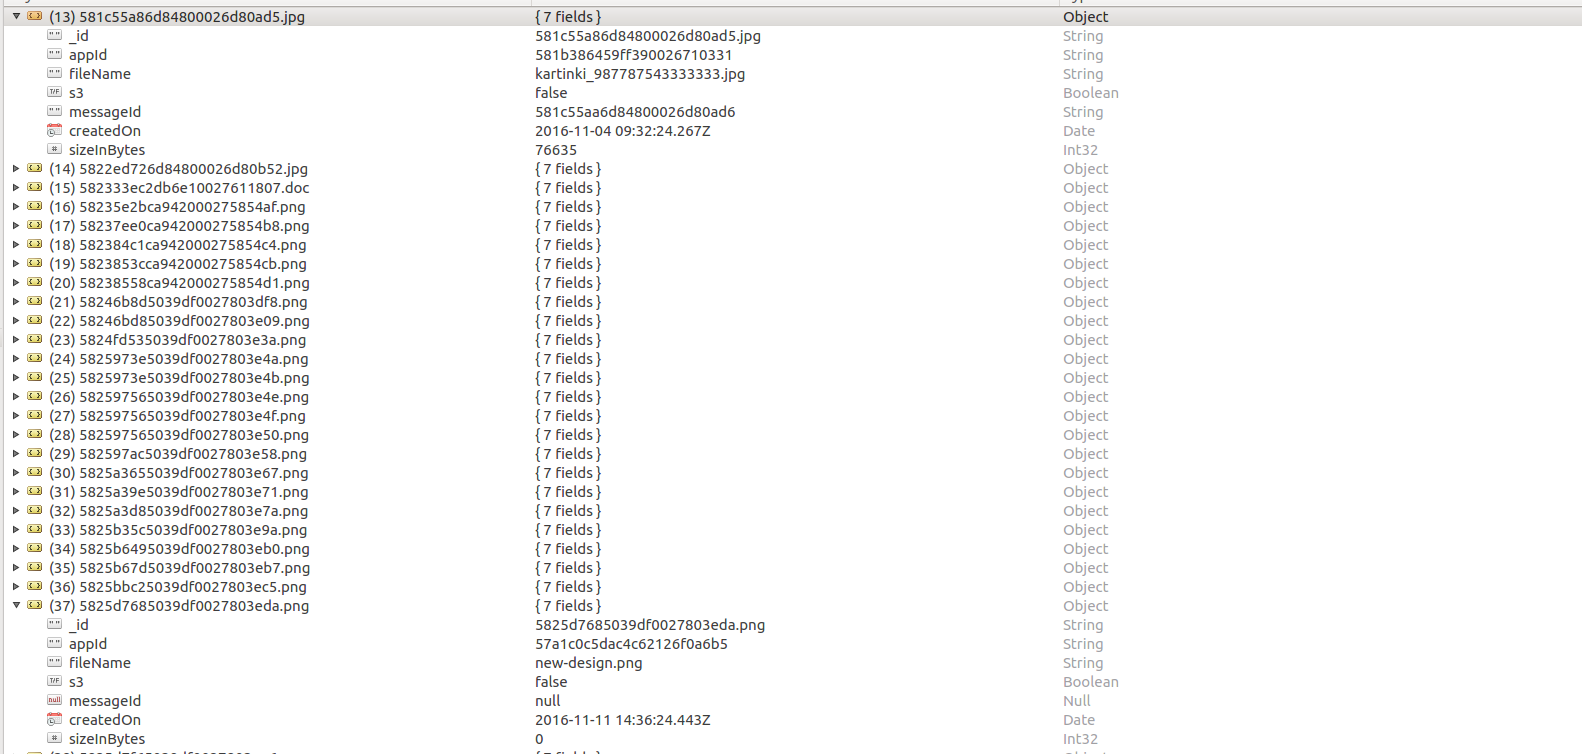 (13) 581c55a86d84800026d80ad5.jpg { 7 fields } Object
_id 581c55a86d84800026d80ad5.jpg String
appId 581b386459ff390026710331 String
fileName kartinki_987787543333333.jpg String
s3 false Boolean
messageId 581c55aa6d84800026d80ad6 String
createdOn 2016-11-04 09:32:24.267Z Date
sizeInBytes 76635 Int32
(14) 5822ed726d84800026d80b52.jpg { 7 fields } Object
(15) 582333ec2db6e10027611807.doc { 7 fields } Object
(16) 58235e2bca942000275854af.png { 7 fields } Object
(17) 58237ee0ca942000275854b8.png { 7 fields } Object
(18) 582384c1ca942000275854c4.png { 7 fields } Object
(19) 5823853cca942000275854cb.png { 7 fields } Object
(20) 58238558ca942000275854d1.png { 7 fields } Object
(21) 58246b8d5039df0027803df8.png { 7 fields } Object
(22) 58246bd85039df0027803e09.png { 7 fields } Object
(23) 5824fd535039df0027803e3a.png { 7 fields } Object
(24) 5825973e5039df0027803e4a.png { 7 fields } Object
(25) 5825973e5039df0027803e4b.png { 7 fields } Object
(26) 582597565039df0027803e4e.png { 7 fields } Object
(27) 582597565039df0027803e4f.png { 7 fields } Object
(28) 582597565039df0027803e50.png { 7 fields } Object
(29) 582597ac5039df0027803e58.png { 7 fields } Object
(30) 5825a3655039df0027803e67.png { 7 fields } Object
(31) 5825a39e5039df0027803e71.png { 7 fields } Object
(32) 5825a3d85039df0027803e7a.png { 7 fields } Object
(33) 5825b35c5039df0027803e9a.png { 7 fields } Object
(34) 5825b6495039df0027803eb0.png { 7 fields } Object
(35) 5825b67d5039df0027803eb7.png { 7 fields } Object
(36) 5825bbc25039df0027803ec5.png { 7 fields } Object
(37) 5825d7685039df0027803eda.png { 7 fields } Object
_id 5825d7685039df0027803eda.png String
appId 57a1c0c5dac4c62126f0a6b5 String
fileName new-design.png String
s3 false Boolean
messageId null Null
createdOn 2016-11-11 14:36:24.443Z Date
sizeInBytes 0 Int32